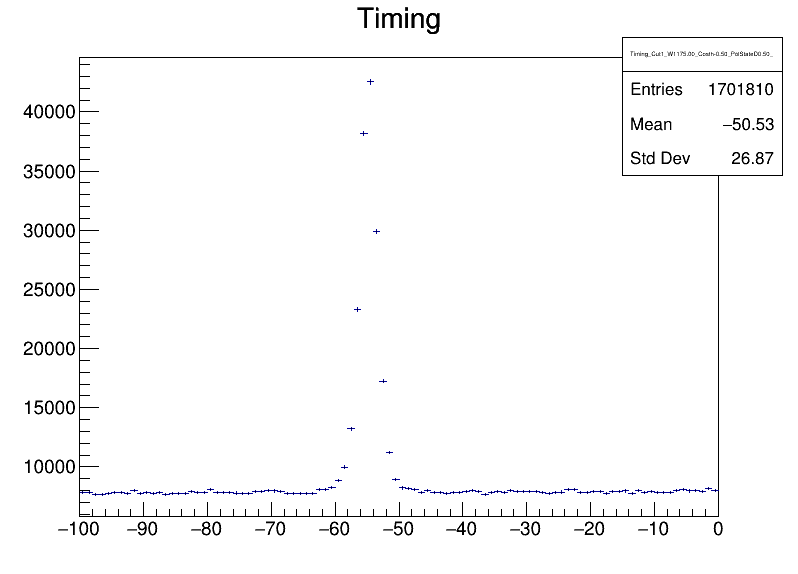 Timing
Timing_Cut1_W1175.00_Costh-0.50_PolStateD0.50_
Entries 1701810
Mean −50.53
Std Dev 26.87
40000
35000
30000
25000
20000
15000
10000
−100 −90 −80 −70 −60 −50 −40 −30 −20 −10 0